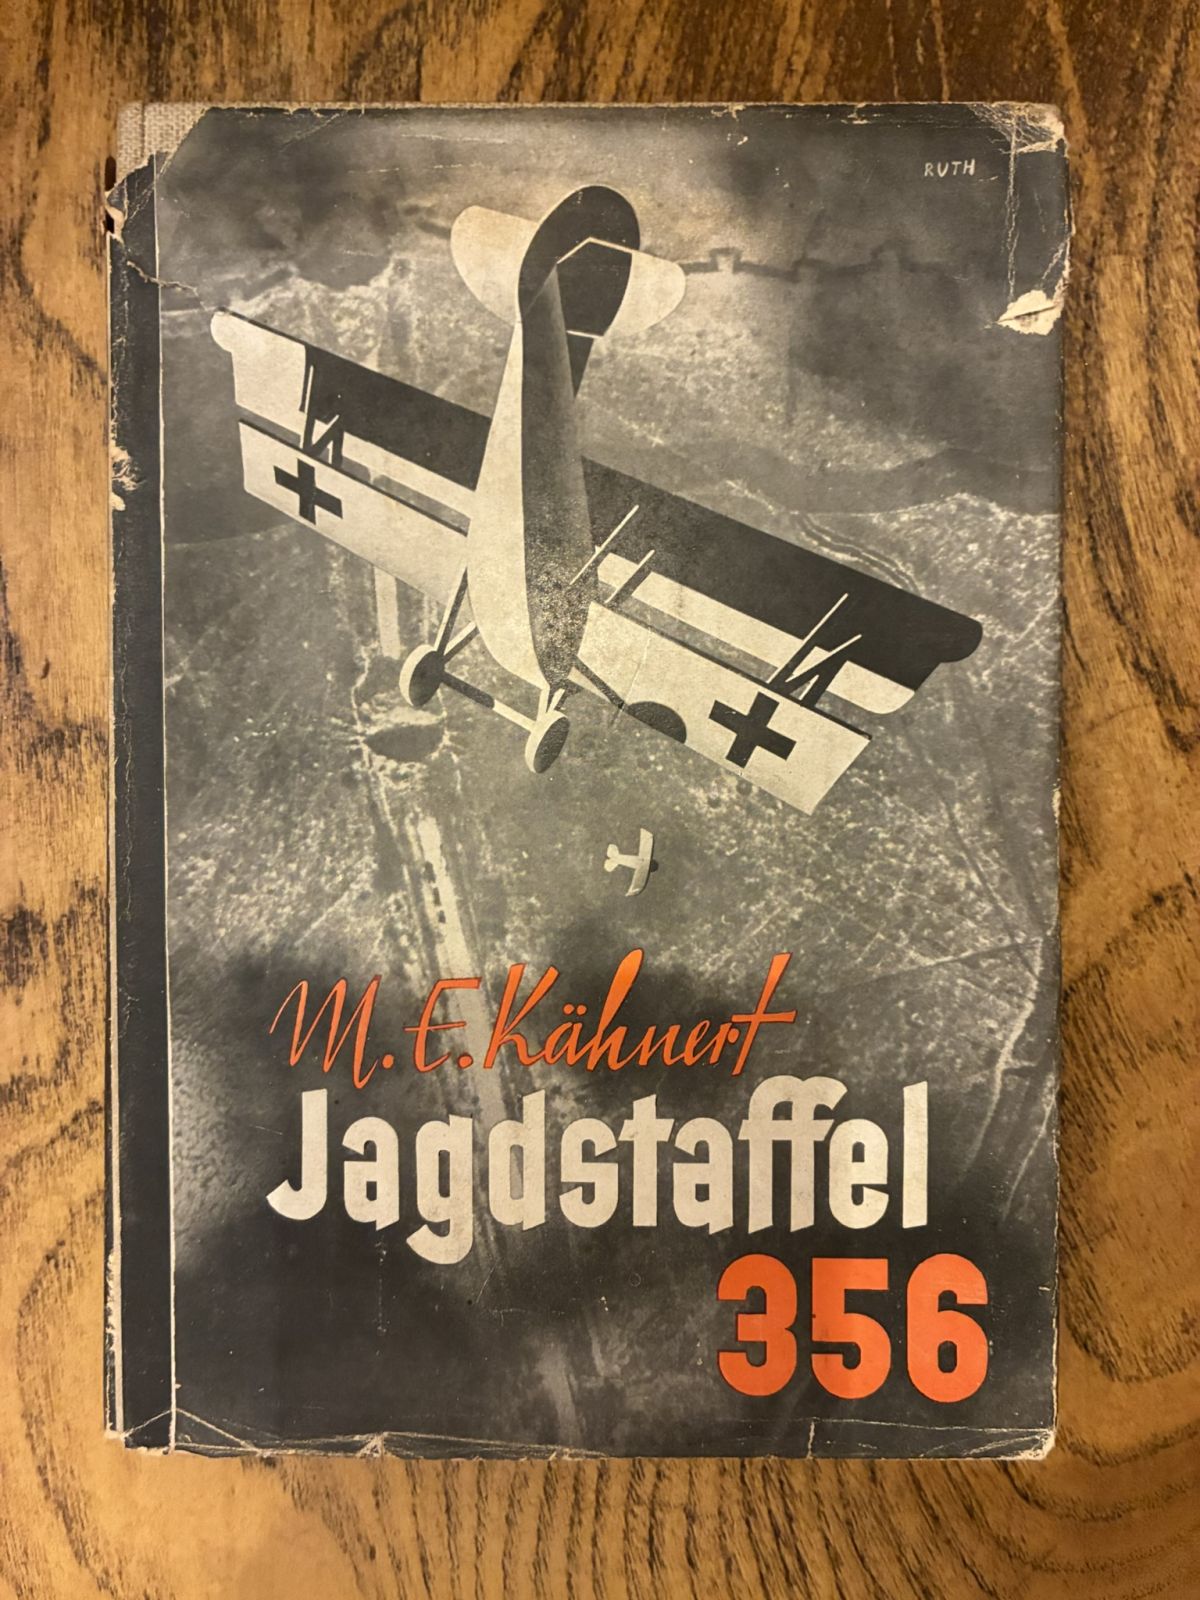 RUTH
M. E. Kähnert
Jagdstaffel
356